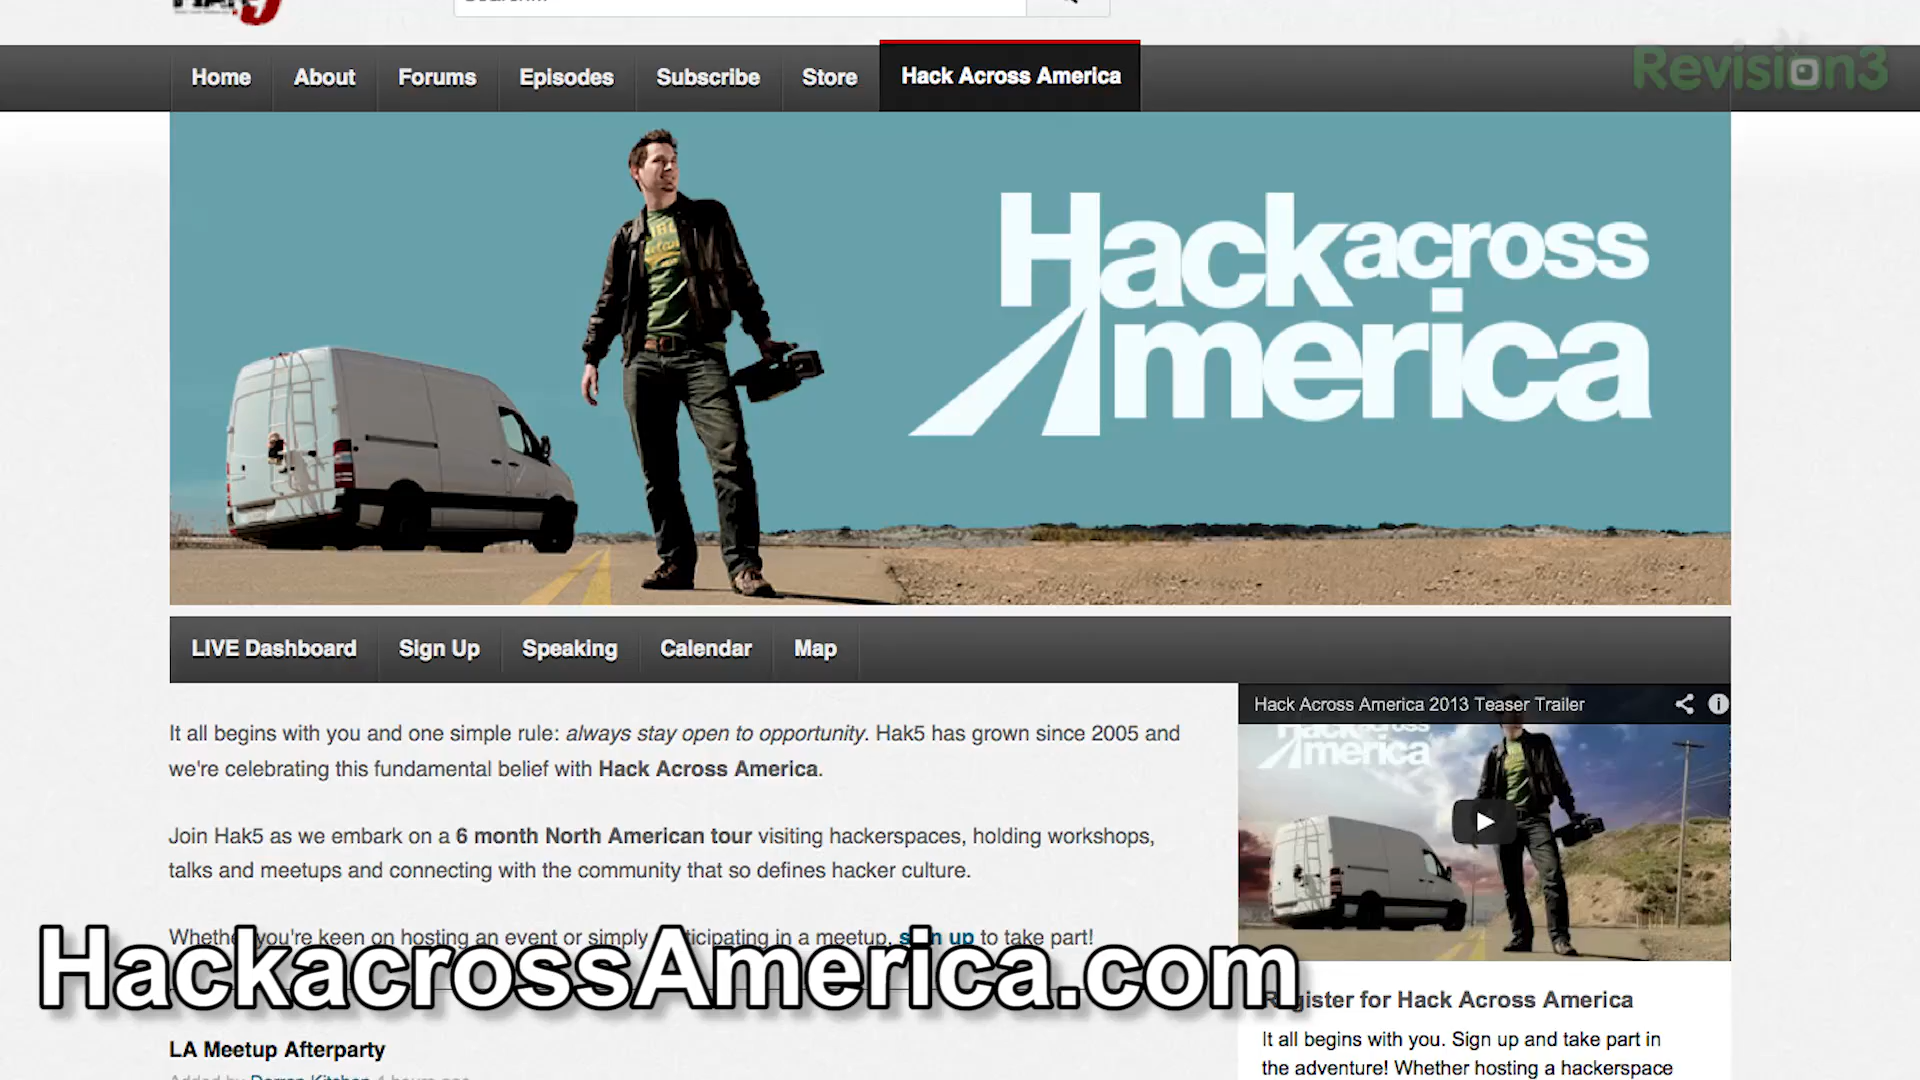 Home About Forums Episodes Subscribe Store Hack Across America
Revision3
Hack across
America
LIVE Dashboard Sign Up Speaking Calendar Map
It all begins with you and one simple rule: always stay open to opportunity. Hak5 has grown since 2005 and
we're celebrating this fundamental belief with Hack Across America.
Join Hak5 as we embark on a 6 month North American tour visiting hackerspaces, holding workshops,
talks and meetups and connecting with the community that so defines hacker culture.
you're keen on hosting an event or simply in a meetup, to take part!
HackacrossAmerica.com
LA Meetup Afterparty
Hack Across America 2013 Teaser Trailer
America
for Hack Across America
It all begins with you. Sign up and take part in
the adventure! Whether hosting a hackerspace